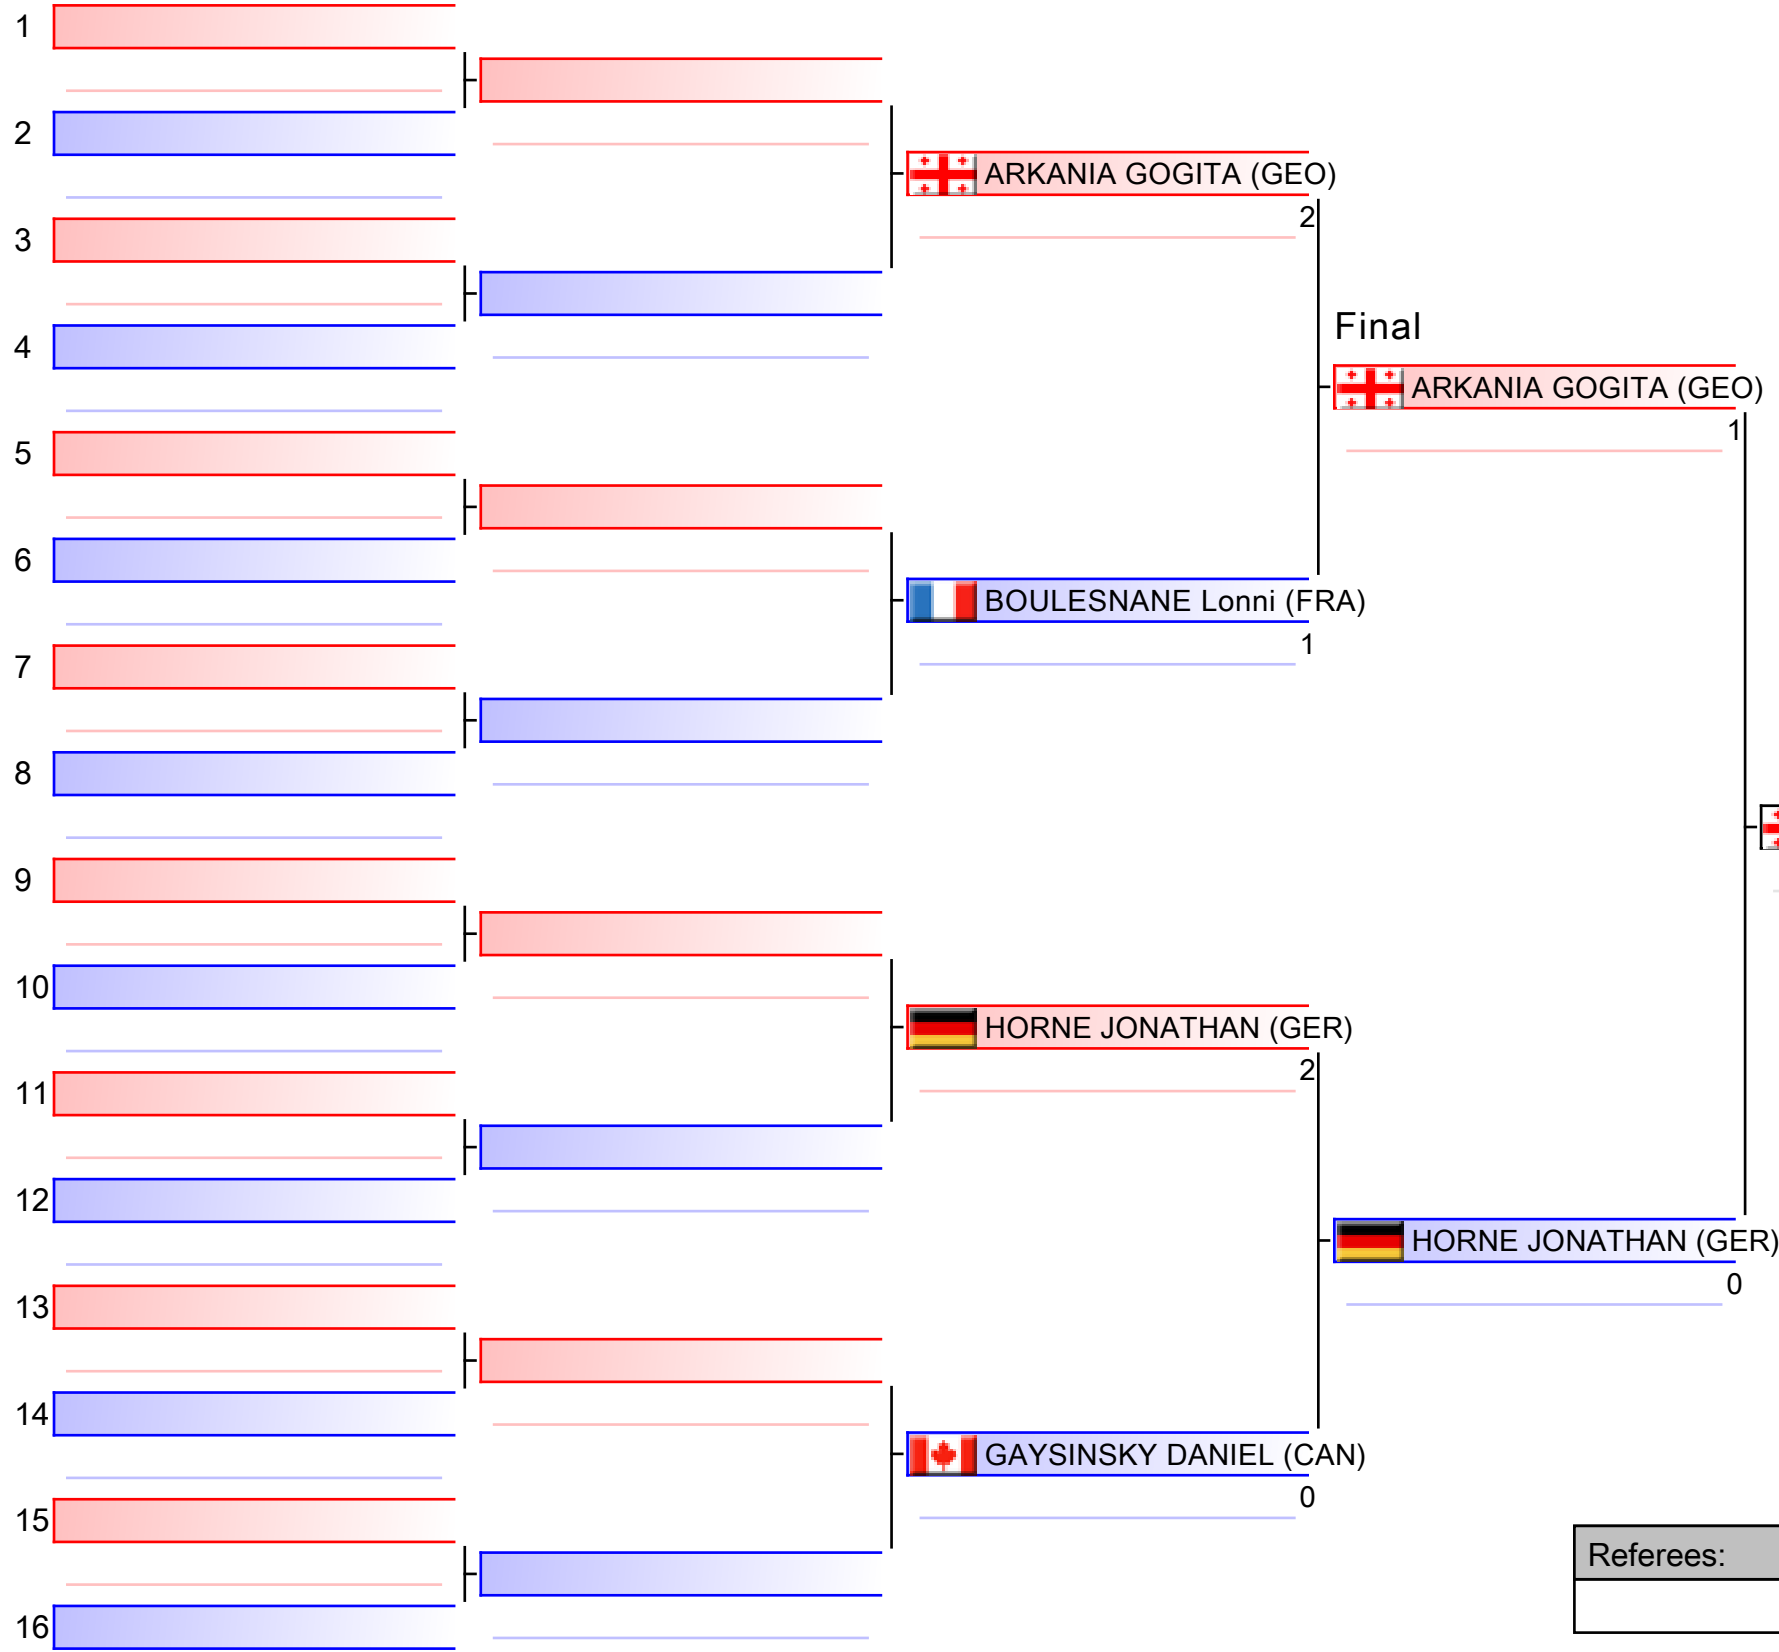 1
2
ARKANIA GOGITA (GEO)
2
3
Final
4
ARKANIA GOGITA (GEO)
1
5
6
BOULESNANE Lonni (FRA)
1
7
8
9
10
HORNE JONATHAN (GER)
2
11
12
HORNE JONATHAN (GER)
0
13
14
GAYSINSKY DANIEL (CAN)
0
15
Referees:
16